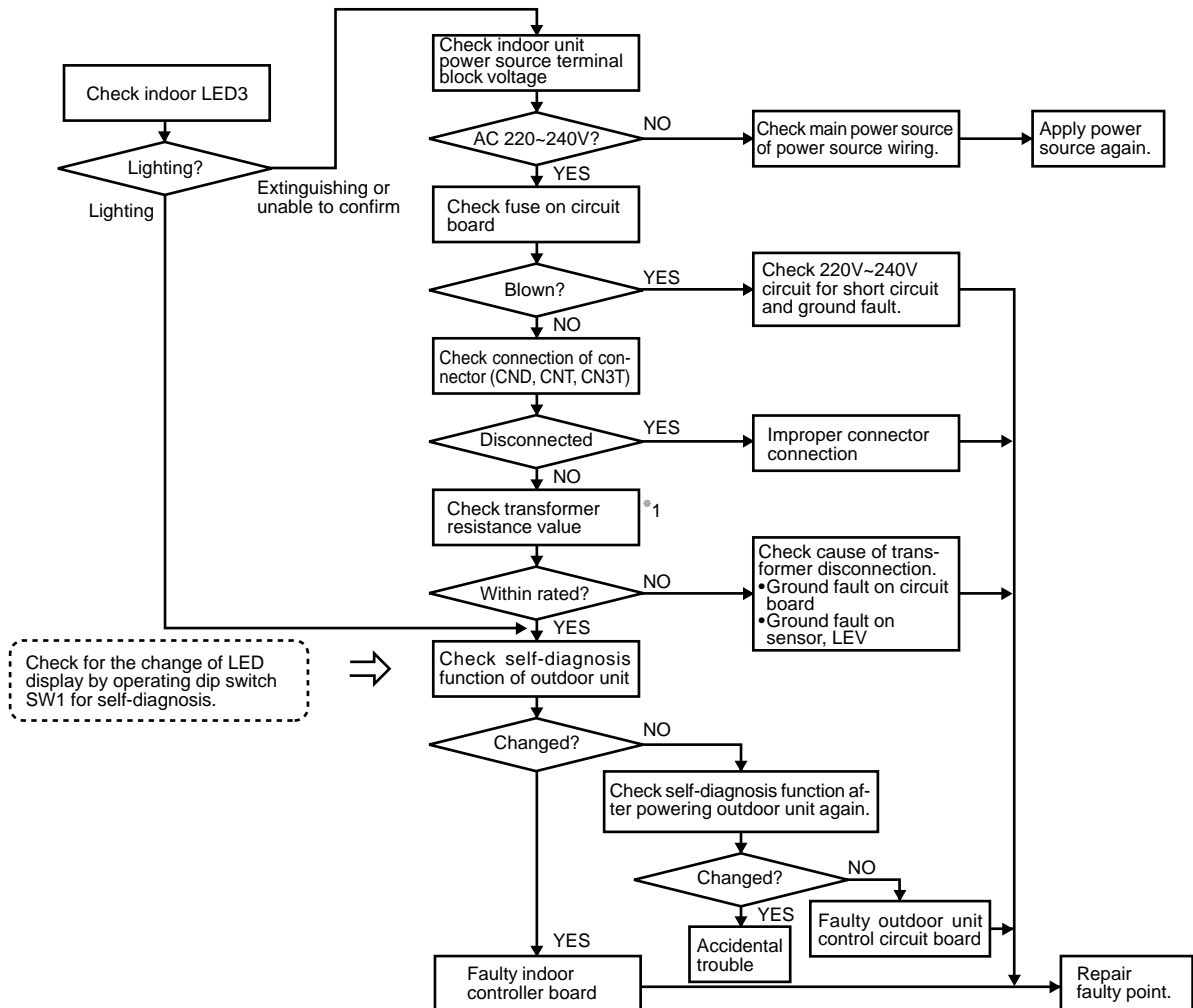 Check indoor unit
power source terminal
block voltage
Check indoor LED3
AC 220~240V?
NO
Check main power source
of power source wiring.
Apply power
source again.
Lighting?
Extinguishing or
unable to confirm
Lighting
YES
Check fuse on circuit
board
Blown?
YES
Check 220V~240V
circuit for short circuit
and ground fault.
NO
Check connection of con-
nector (CND, CNT, CN3T)
Disconnected
YES
Improper connector
connection
NO
Check transformer
resistance value
※1
Within rated?
NO
Check cause of trans-
former disconnection.
•Ground fault on circuit
board
•Ground fault on
sensor, LEV
YES
Check for the change of LED
display by operating dip switch
SW1 for self-diagnosis.
Check self-diagnosis
function of outdoor unit
Changed?
NO
Check self-diagnosis function af-
ter powering outdoor unit again.
Changed?
NO
YES
Faulty outdoor unit
control circuit board
Accidental
trouble
YES
Faulty indoor
controller board
Repair
faulty point.